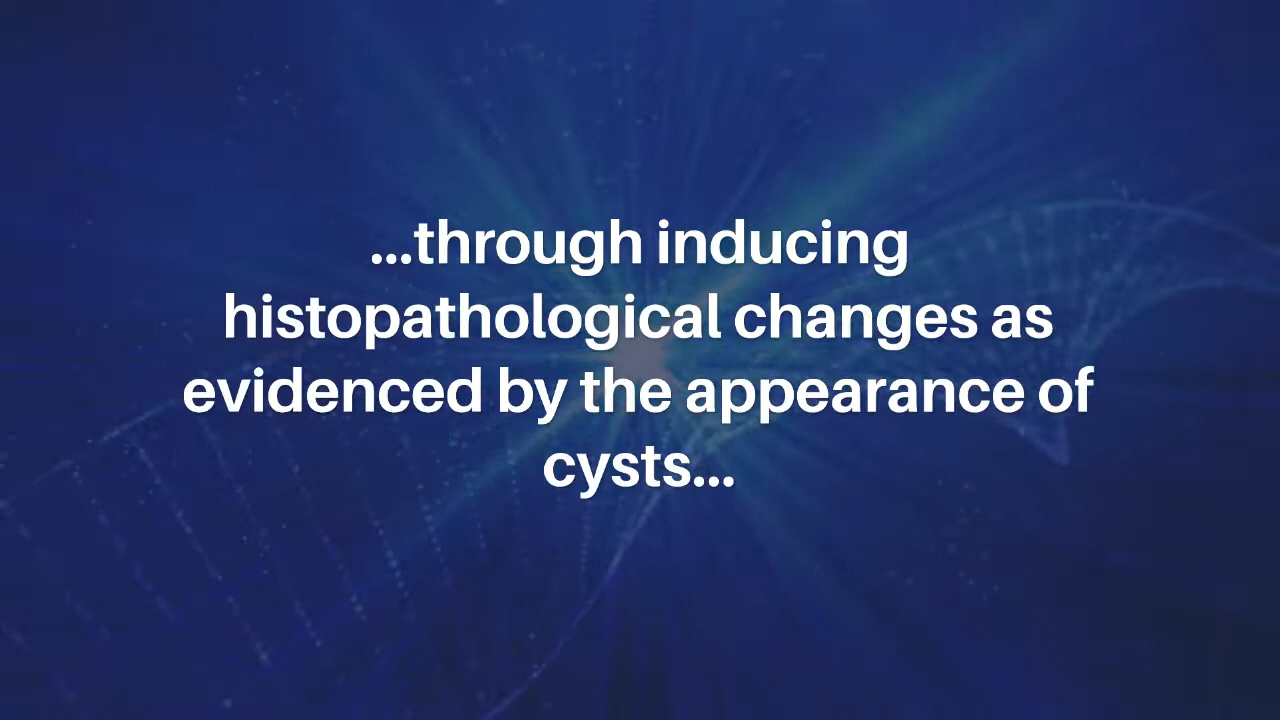 ...through inducing
histopathological changes as
evidenced by the appearance of
cysts...